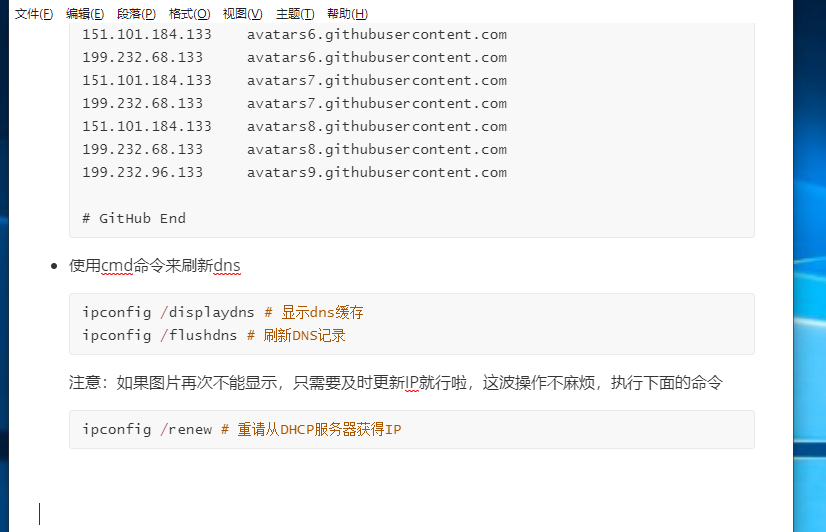 文件(F) 编辑(E) 段落(P) 格式(O) 视图(V) 主题(T) 帮助(H)
151.101.184.133    avatars6.githubusercontent.com
199.232.68.133     avatars6.githubusercontent.com
151.101.184.133    avatars7.githubusercontent.com
199.232.68.133     avatars7.githubusercontent.com
151.101.184.133    avatars8.githubusercontent.com
199.232.68.133     avatars8.githubusercontent.com
199.232.96.133     avatars9.githubusercontent.com
# GitHub End
使用cmd命令来刷新dns
ipconfig /displaydns # 显示dns缓存
ipconfig /flushdns # 刷新DNS记录
注意：如果图片再次不能显示，只需要及时更新IP就行啦，这波操作不麻烦，执行下面的命令
ipconfig /renew # 重请从DHCP服务器获得IP